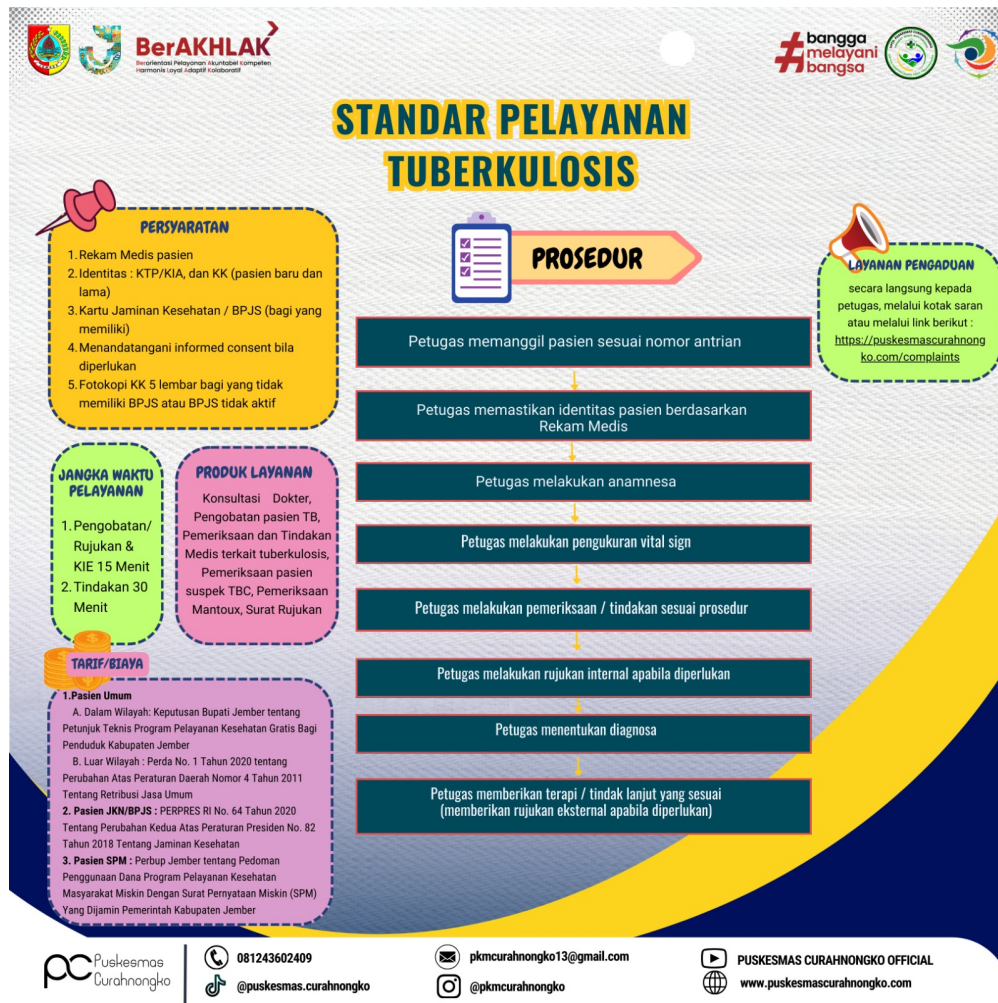 BerAKHLAK
Berorientasi Pelayanan Akuntabel Kompeten
Harmonis Loyal Adaptif Kolaboratif
#bangga
melayani
bangsa
STANDAR PELAYANAN
TUBERKULOSIS
PERSYARATAN
1. Rekam Medis pasien
2. Identitas : KTP/KIA, dan KK (pasien baru dan
lama)
3. Kartu Jaminan Kesehatan / BPJS (bagi yang
memiliki)
4. Menandatangani informed consent bila
diperlukan
5. Fotokopi KK 5 lembar bagi yang tidak
memiliki BPJS atau BPJS tidak aktif
JANGKA WAKTU
PELAYANAN
1. Pengobatan/
Rujukan &
KIE 15 Menit
2. Tindakan 30
Menit
PRODUK LAYANAN
Konsultasi Dokter,
Pengobatan pasien TB,
Pemeriksaan dan Tindakan
Medis terkait tuberkulosis,
Pemeriksaan pasien
suspek TBC, Pemeriksaan
Mantoux, Surat Rujukan
TARIF/BIAYA
1.Pasien Umum
A. Dalam Wilayah: Keputusan Bupati Jember tentang
Petunjuk Teknis Program Pelayanan Kesehatan Gratis Bagi
Penduduk Kabupaten Jember
B. Luar Wilayah : Perda No. 1 Tahun 2020 tentang
Perubahan Atas Peraturan Daerah Nomor 4 Tahun 2011
Tentang Retribusi Jasa Umum
2. Pasien JKN/BPJS : PERPRES RI No. 64 Tahun 2020
Tentang Perubahan Kedua Atas Peraturan Presiden No. 82
Tahun 2018 Tentang Jaminan Kesehatan
3. Pasien SPM : Perbup Jember tentang Pedoman
Penggunaan Dana Program Pelayanan Kesehatan
Masyarakat Miskin Dengan Surat Pernyataan Miskin (SPM)
Yang Dijamin Pemerintah Kabupaten Jember
PROSEDUR
Petugas memanggil pasien sesuai nomor antrian
Petugas memastikan identitas pasien berdasarkan
Rekam Medis
Petugas melakukan anamnesa
Petugas melakukan pengukuran vital sign
Petugas melakukan pemeriksaan / tindakan sesuai prosedur
Petugas melakukan rujukan internal apabila diperlukan
Petugas menentukan diagnosa
Petugas memberikan terapi / tindak lanjut yang sesuai
(memberikan rujukan eksternal apabila diperlukan)
LAYANAN PENGADUAN
secara langsung kepada
petugas, melalui kotak saran
atau melalui link berikut :
https://puskesmascurahnong
ko.com/complaints
PC Puskesmas
Curahnongko
081243602409
@puskesmas.curahnongko
pkmcurahnongko13@gmail.com
@pkmcurahnongko
PUSKESMAS CURAHNONGKO OFFICIAL
www.puskesmascurahnongko.com